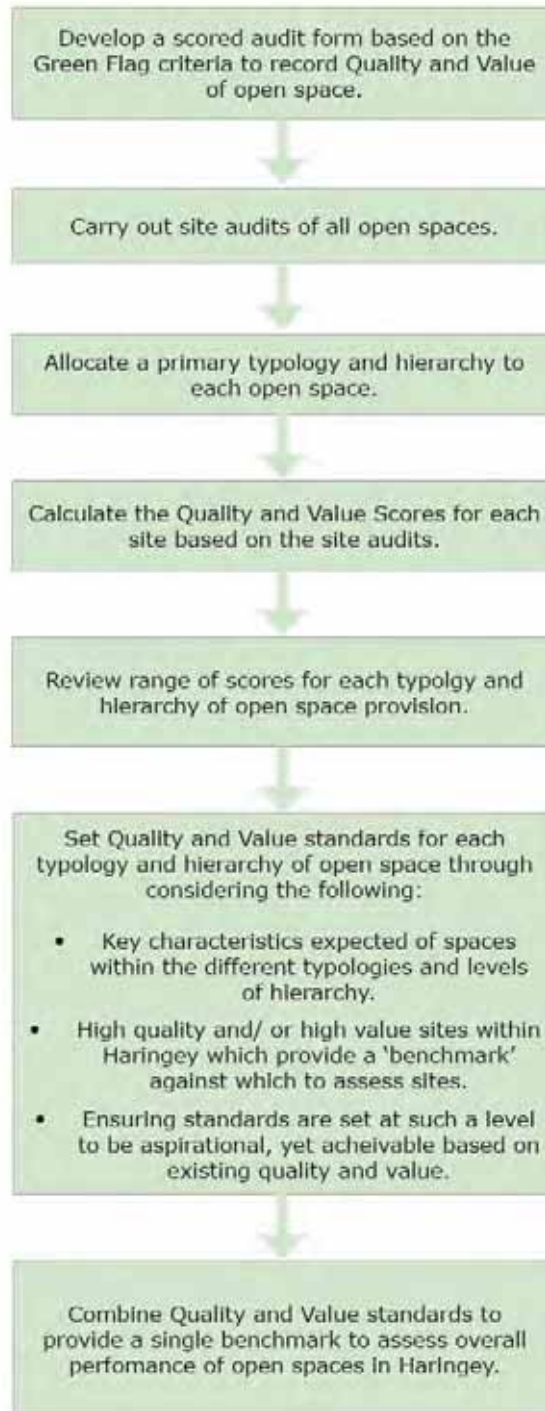 Develop a scored audit form based on the
Green Flag criteria to record Quality and Value
of open space.
Carry out site audits of all open spaces.
Allocate a primary typology and hierarchy to
each open space.
Calculate the Quality and Value Scores for each
site based on the site audits.
Review range of scores for each typolgy and
hierarchy of open space provision.
Set Quality and Value standards for each
typology and hierarchy of open space through
considering the following:
• Key characteristics expected of spaces
within the different typologies and levels
of hierarchy.
• High quality and/ or high value sites within
Haringey which provide a ‘benchmark’
against which to assess sites.
• Ensuring standards are set at such a level
to be aspirational, yet acheivable based on
existing quality and value.
Combine Quality and Value standards to
provide a single benchmark to assess overall
perfomance of open spaces in Haringey.